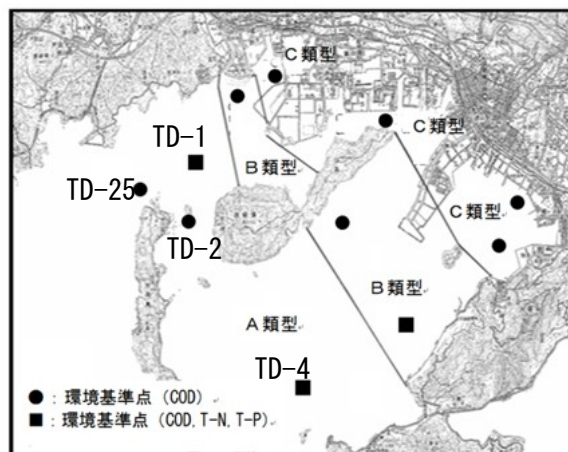 C類型
TD-1
C類型
B類型
TD-25
C類型
TD-2
B類型
A類型
TD-4
●：環境基準点（COD）
■：環境基準点（COD,T-N,T-P）